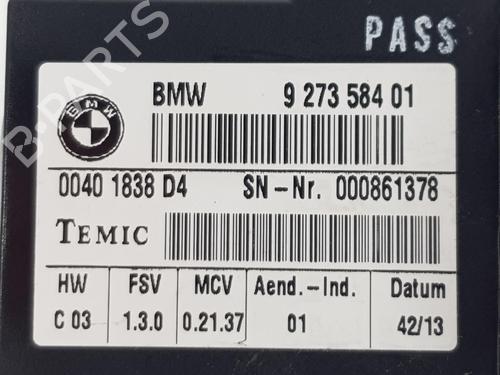 PASS
BMW 9 273 584 01
BMW
0040 1838 D4 SN-Nr. 000861378
TEMIC
HW FSV MCV Aend.-Ind. Datum
C 03 1.3.0 0.21.37 01 42/13
B-PARTS